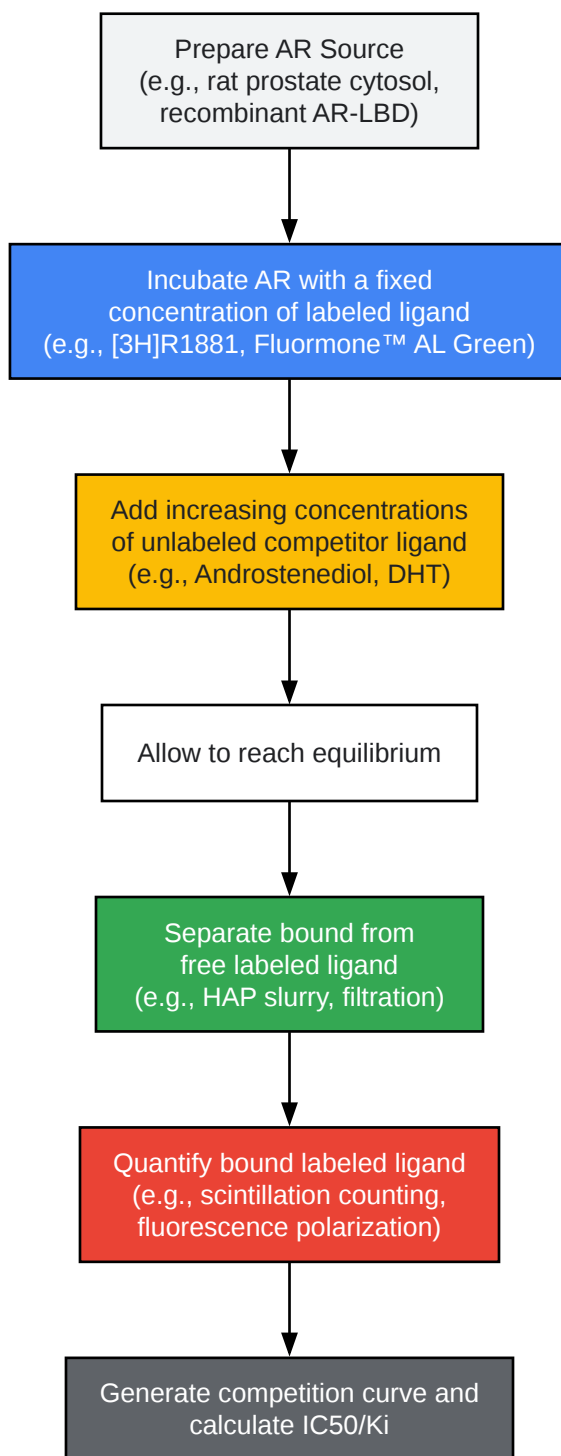 Prepare AR Source
(e.g., rat prostate cytosol,
recombinant AR-LBD)
Incubate AR with a fixed
concentration of labeled ligand
(e.g., [3H]R1881, Fluormone™ AL Green)
Add increasing concentrations
of unlabeled competitor ligand
(e.g., Androstenediol, DHT)
Allow to reach equilibrium
Separate bound from
free labeled ligand
(e.g., HAP slurry, filtration)
Quantify bound labeled ligand
(e.g., scintillation counting,
fluorescence polarization)
Generate competition curve and
calculate IC50/Ki